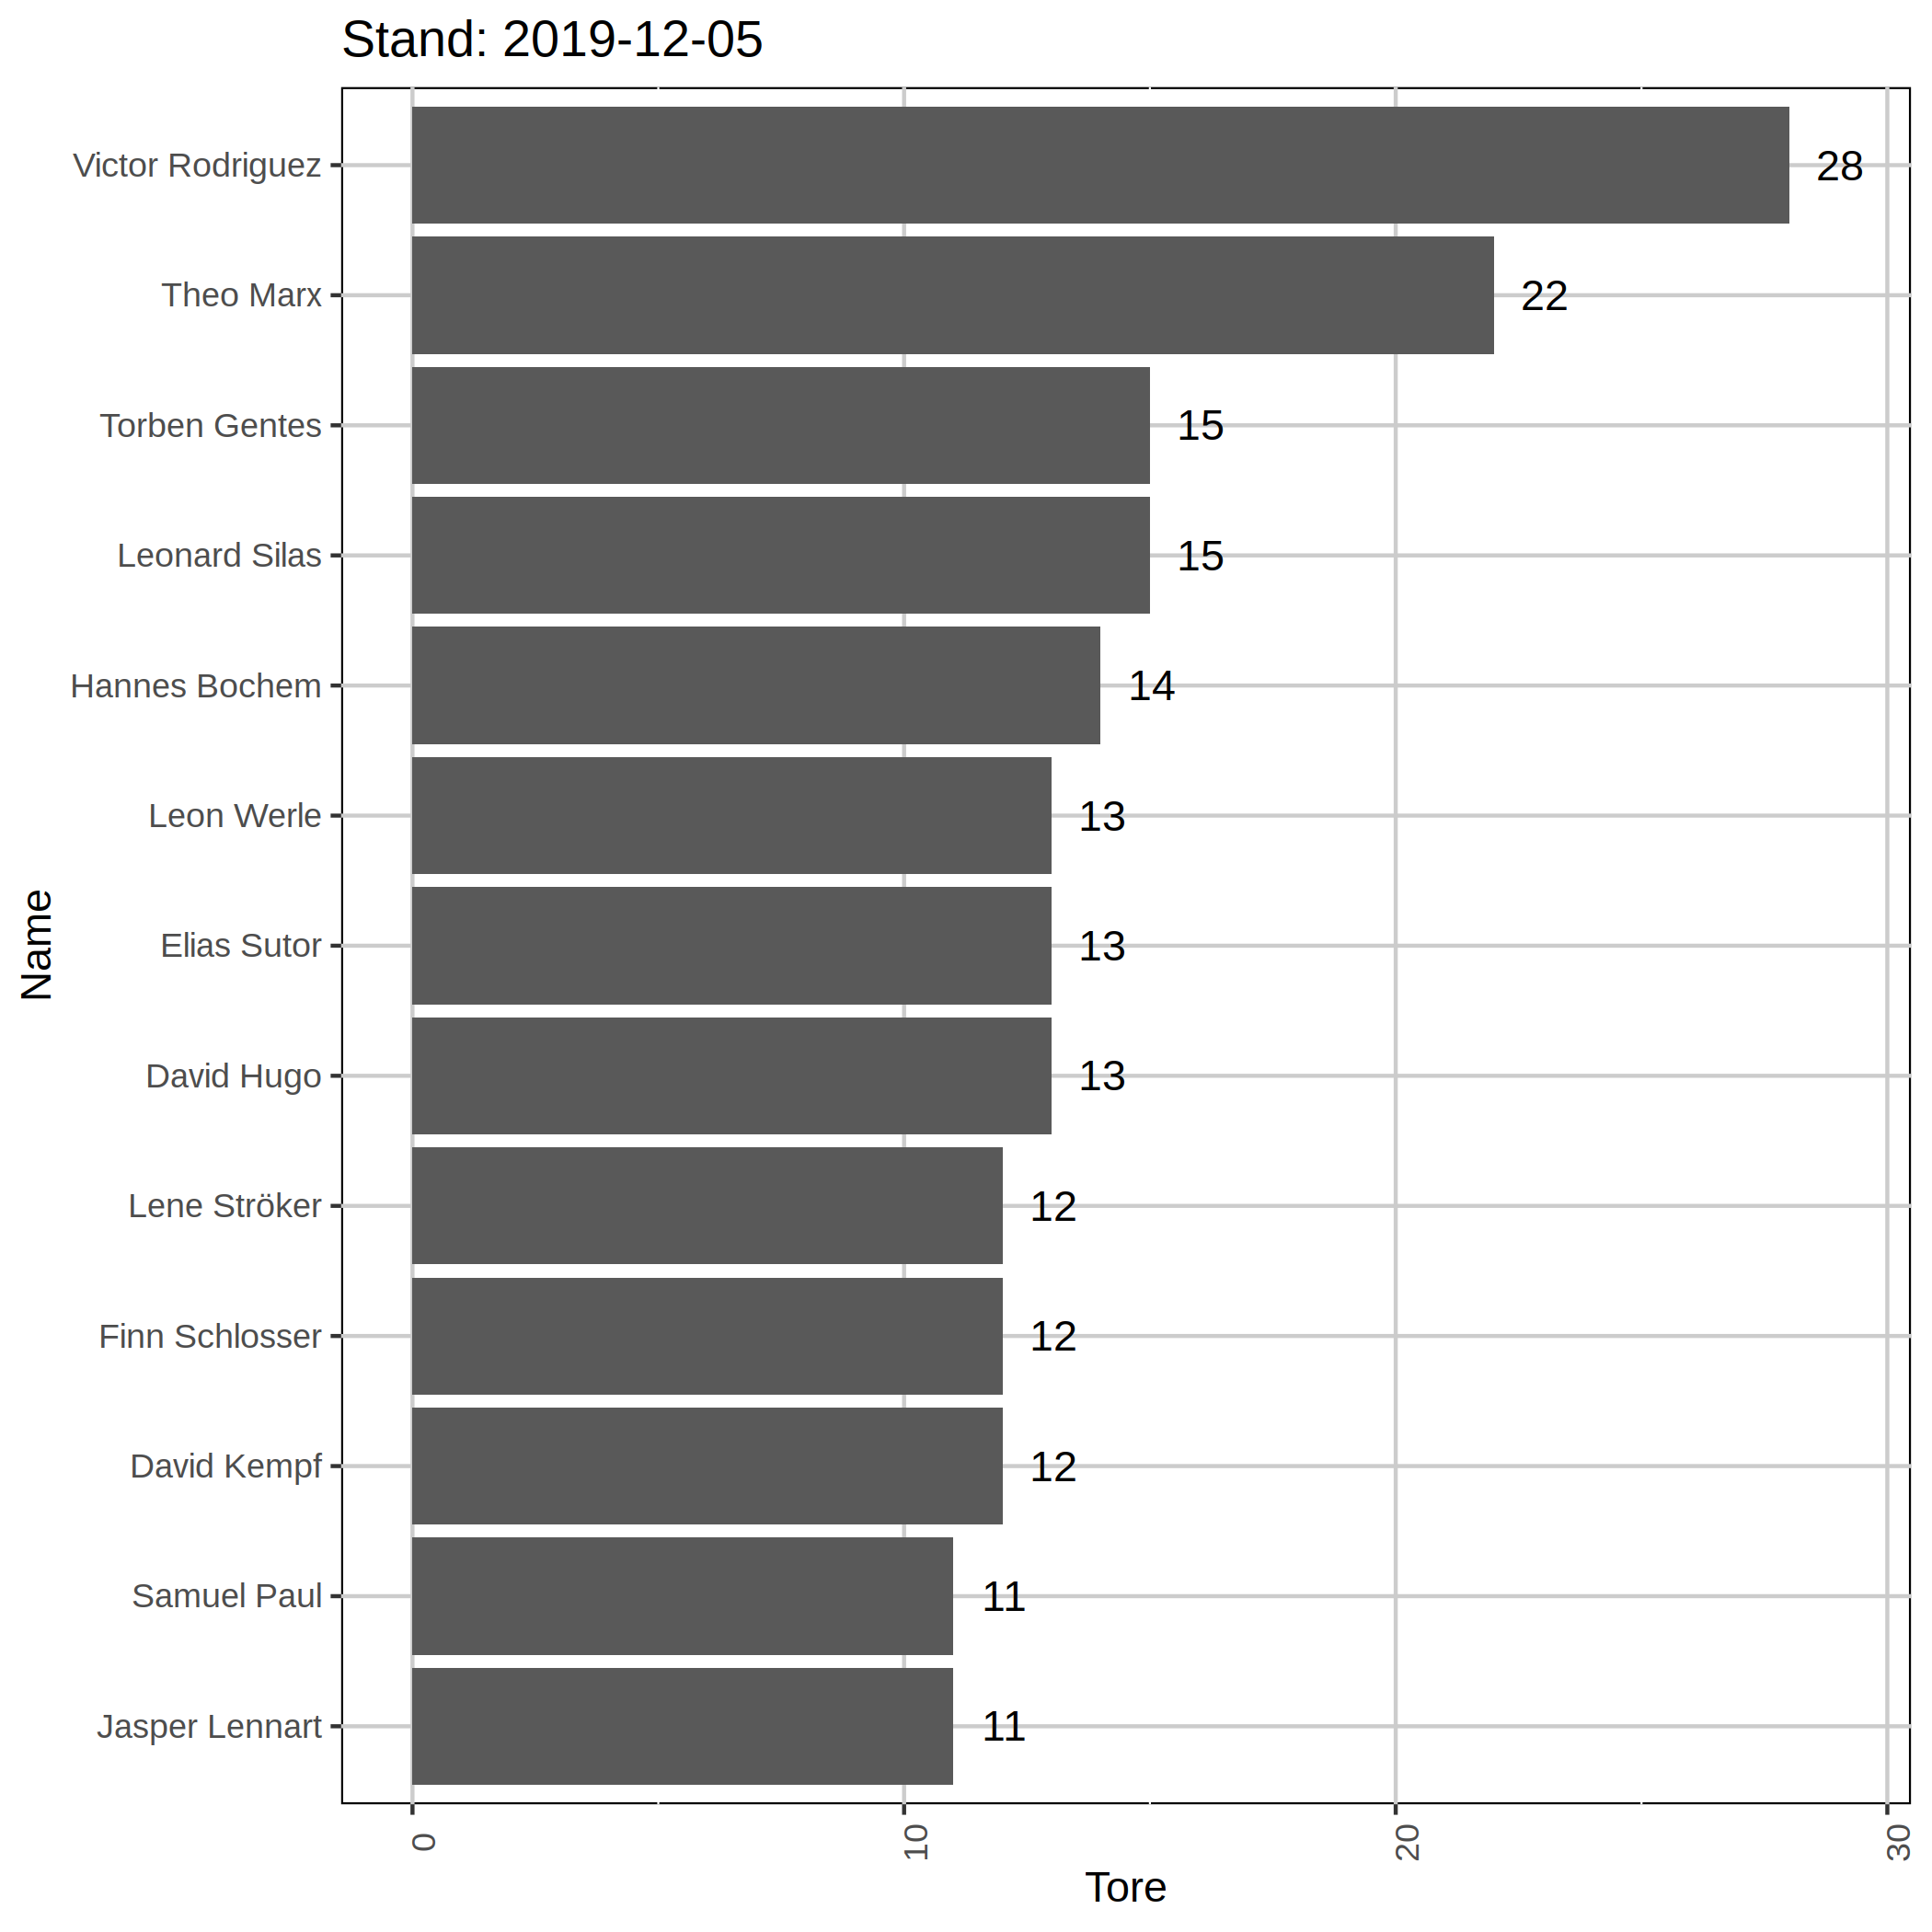 Stand: 2019-12-05
Victor Rodriguez 28
Theo Marx 22
Torben Gentes 15
Leonard Silas 15
Hannes Bochem 14
Leon Werle 13
Elias Sutor 13
David Hugo 13
Lene Ströker 12
Finn Schlosser 12
David Kempf 12
Samuel Paul 11
Jasper Lennart 11
Name
0 10 20 30
Tore